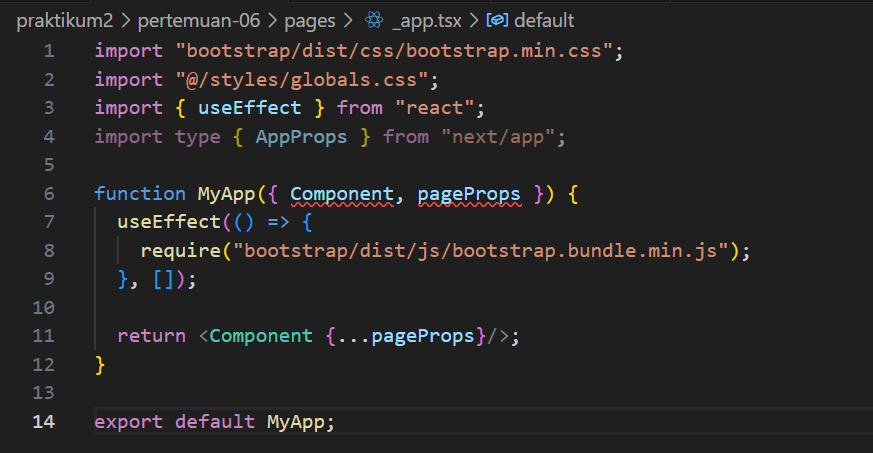 praktikum2 > pertemuan-06 > pages > _app.tsx > default
1 import "bootstrap/dist/css/bootstrap.min.css";
2 import "@/styles/globals.css";
3 import { useEffect } from "react";
4 import type { AppProps } from "next/app";
5
6 function MyApp({ Component, pageProps }) {
7   useEffect(() => {
8     require("bootstrap/dist/js/bootstrap.bundle.min.js");
9   }, []);
10
11   return <Component {...pageProps}/>;
12 }
13
14 export default MyApp;